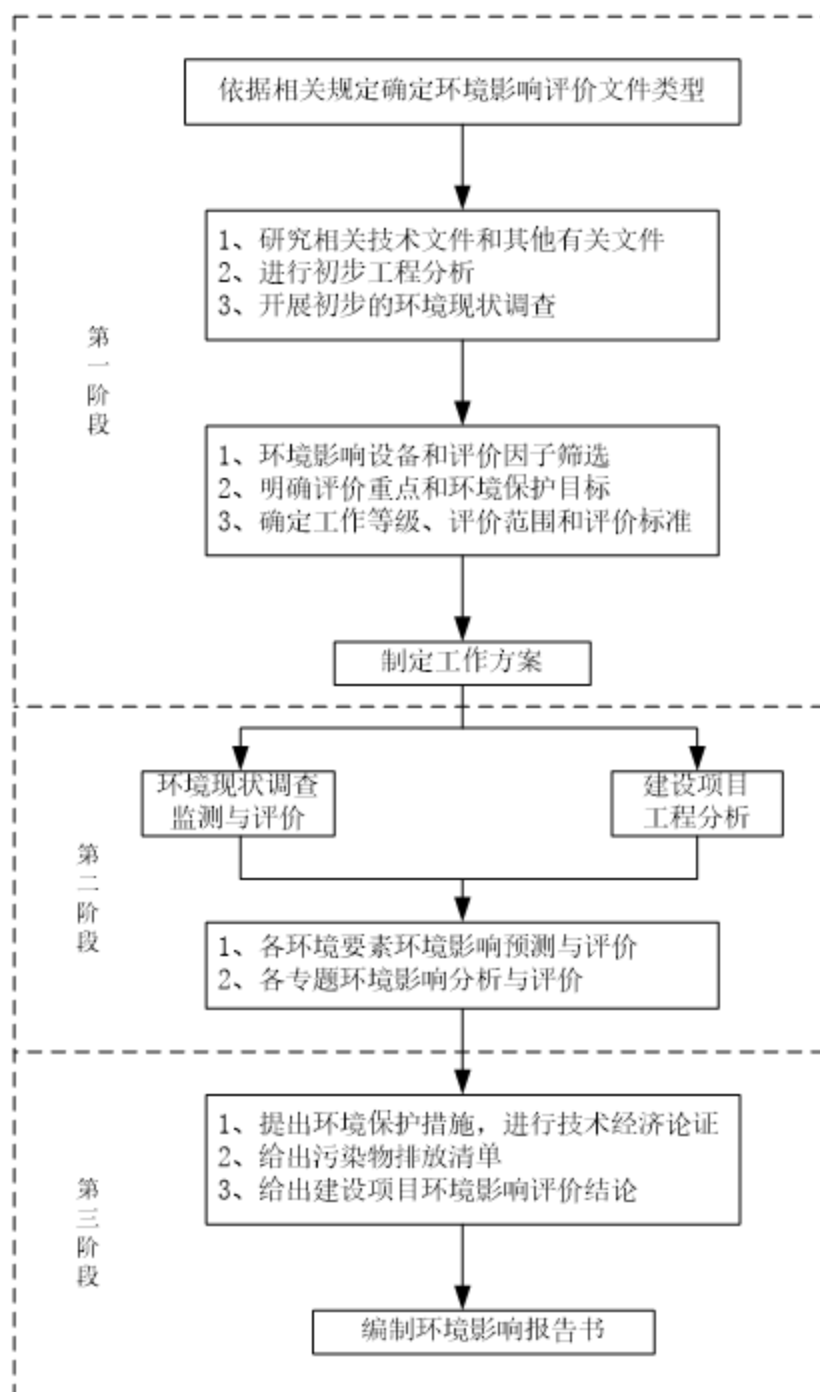 依据相关规定确定环境影响评价文件类型
1、研究相关技术文件和其他有关文件
2、进行初步工程分析
3、开展初步的环境现状调查
第一阶段
1、环境影响设备和评价因子筛选
2、明确评价重点和环境保护目标
3、确定工作等级、评价范围和评价标准
制定工作方案
环境现状调查
监测与评价
建设项目
工程分析
第二阶段
1、各环境要素环境影响预测与评价
2、各专题环境影响分析与评价
1、提出环境保护措施，进行技术经济论证
2、给出污染物排放清单
3、给出建设项目环境影响评价结论
第三阶段
编制环境影响报告书